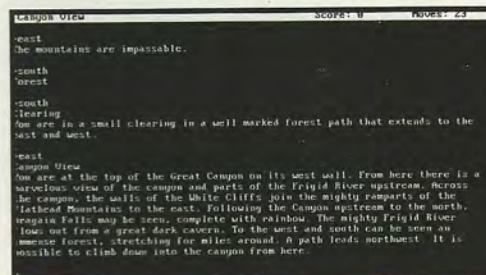 Canyon View Score: 0 Moves: 23
>east
The mountains are impassable.
>south
Forest
>south
Clearing
You are in a small clearing in a well marked forest path that extends to the
east and west.
>east
Canyon View
You are at the top of the Great Canyon on its west wall. From here there is a
marvelous view of the canyon and parts of the Frigid River upstream. Across
the canyon, the walls of the White Cliffs join the mighty ramparts of the
Flathead Mountains to the east. Following the Canyon upstream to the north,
Aragain Falls may be seen, complete with rainbow. The mighty Frigid River
flows out from a great dark cavern. To the west and south can be seen an
immense forest, stretching for miles around. A path leads northwest. It is
possible to climb down into the canyon from here.